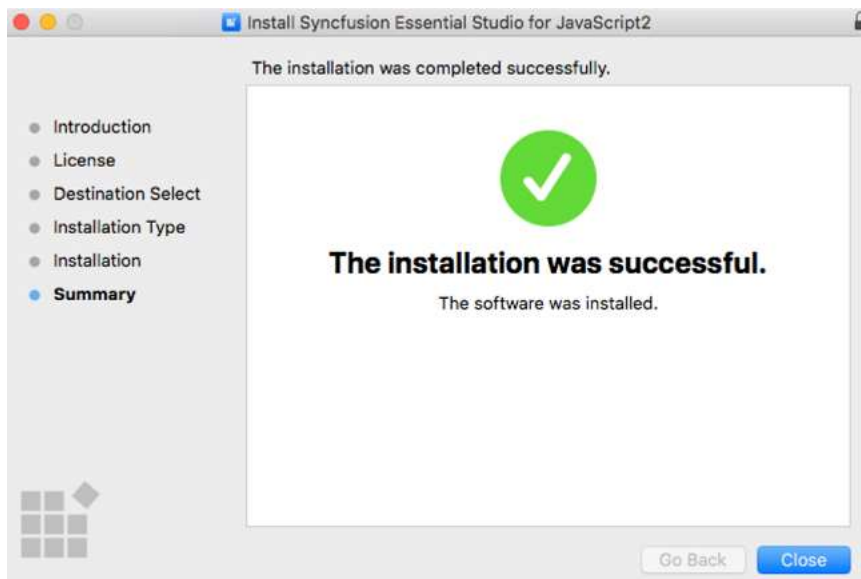 Install Syncfusion Essential Studio for JavaScript2
The installation was completed successfully.
Introduction
License
Destination Select
Installation Type
Installation
Summary
The installation was successful.
The software was installed.
Go Back
Close